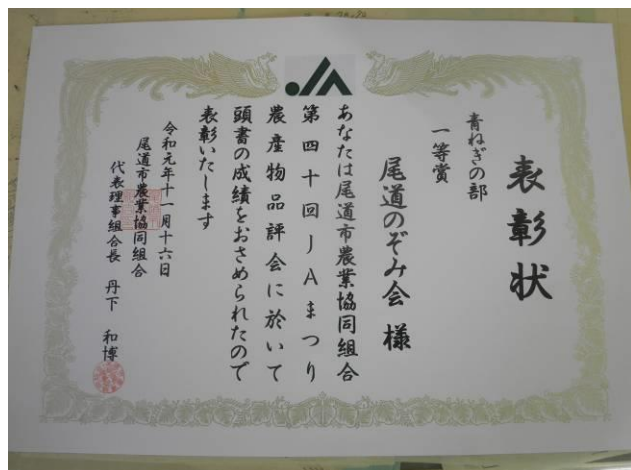 表彰状
青ねぎの部
一等賞
尾道のぞみ会 様
あなたは尾道市農業協同組合
第四十回JAまつり
農産物品評会に於いて
頭書の成績をおさめられたので
表彰いたします
令和元年十一月十六日
尾道市農業協同組合
代表理事組合長 丹下 和博